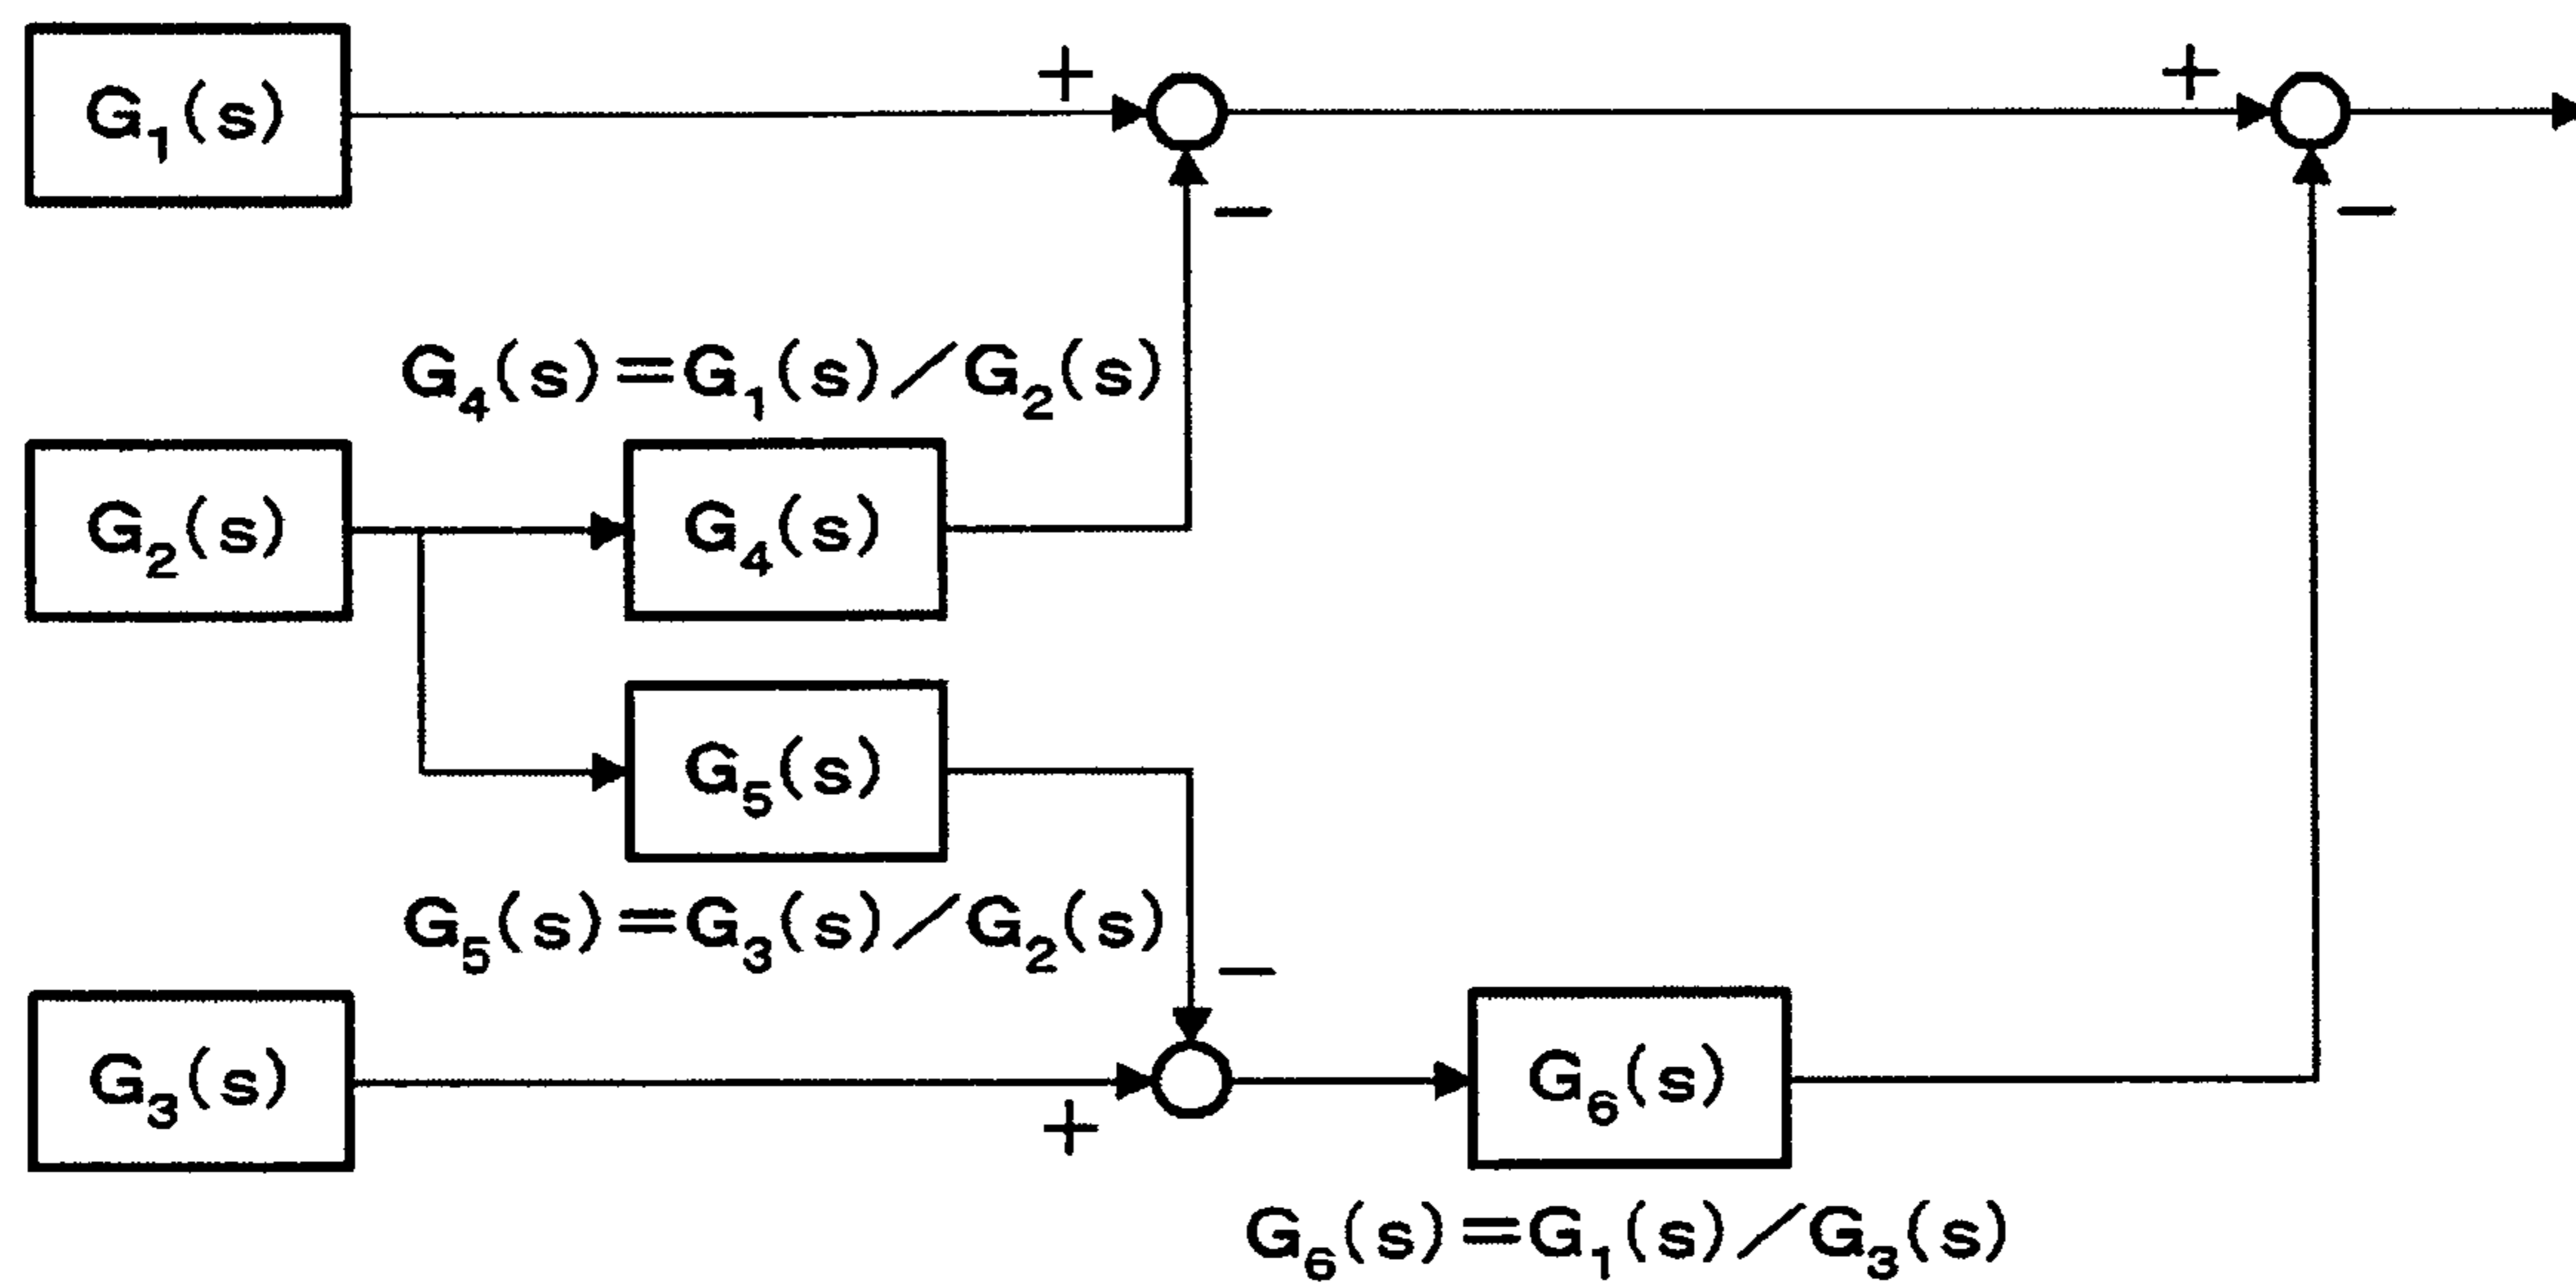 G₁(s)
+
+
−
−
G₄(s)=G₁(s)/G₂(s)
G₂(s)
G₄(s)
G₅(s)
G₅(s)=G₃(s)/G₂(s)
−
G₃(s)
+
G₆(s)
G₆(s)=G₁(s)/G₃(s)